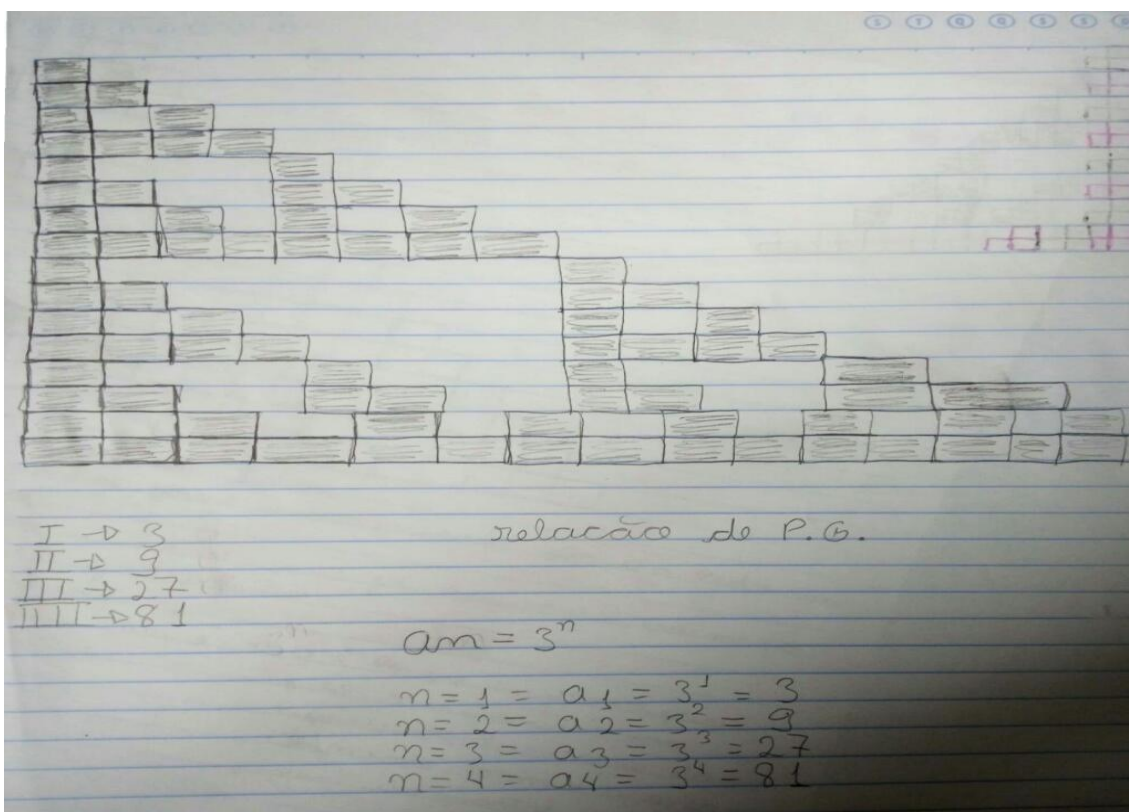 I → 3
II → 9
III → 27
IIII → 81
relacão de P.G.
an = 3ⁿ
n = 1 = a1 = 3¹ = 3
n = 2 = a2 = 3² = 9
n = 3 = a3 = 3³ = 27
n = 4 = a4 = 3⁴ = 81